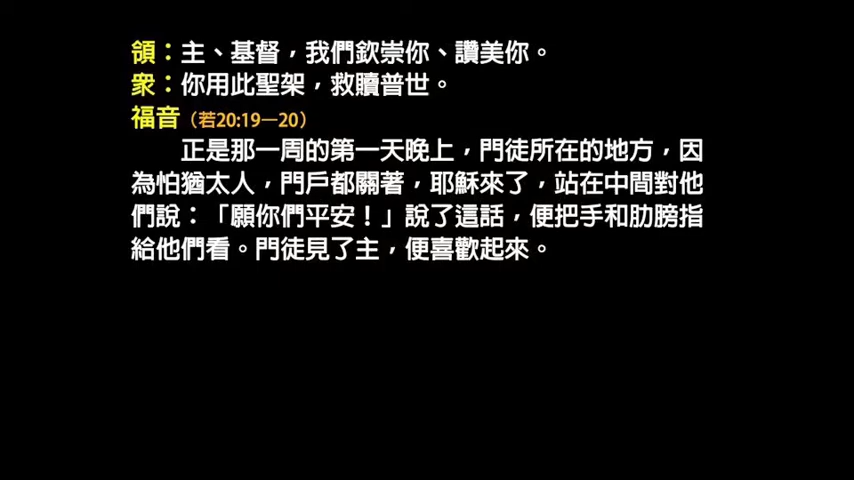 領：主、基督，我們欽崇你、讚美你。
衆：你用此聖架，救贖普世。
福音（若20:19－20）
正是那一周的第一天晚上，門徒所在的地方，因
為怕猶太人，門戶都關著，耶穌來了，站在中間對他
們說：「願你們平安！」說了這話，便把手和肋膀指
給他們看。門徒見了主，便喜歡起來。